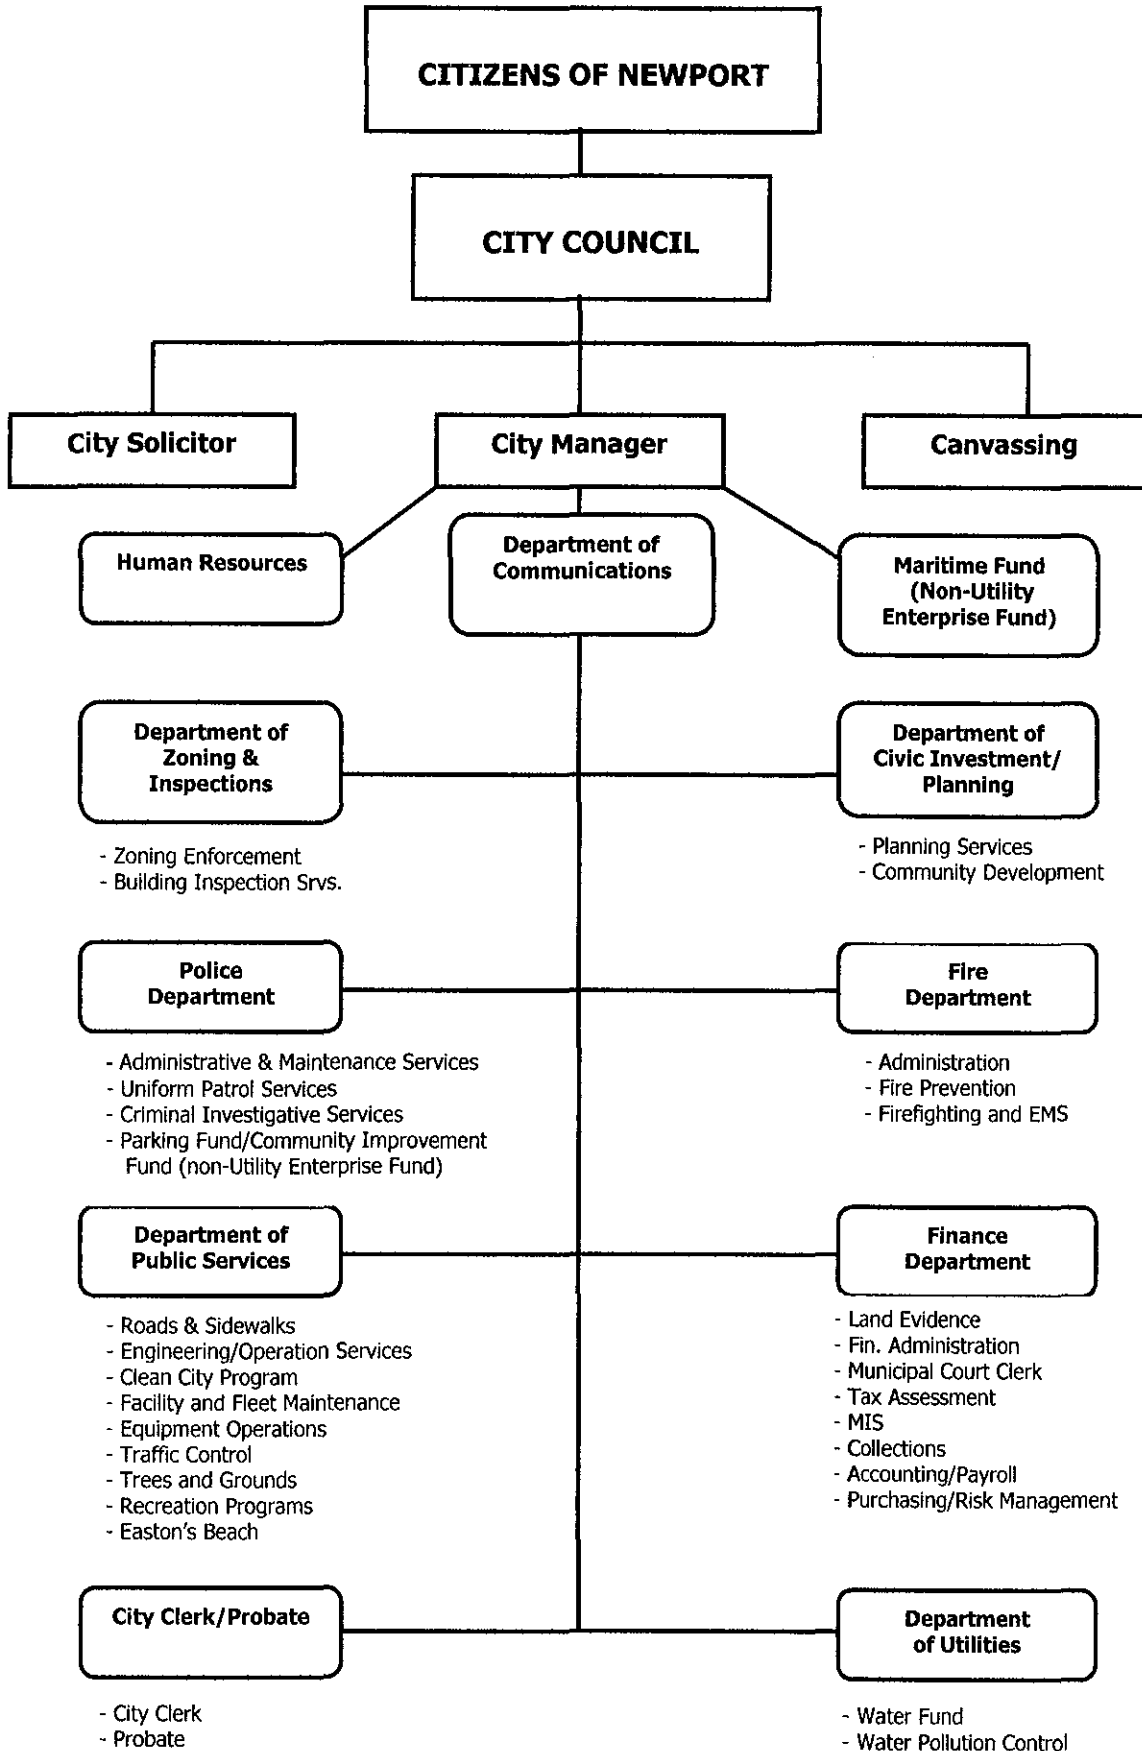 CITIZENS OF NEWPORT
CITY COUNCIL
City Solicitor
City Manager
Canvassing
Human Resources
Department of
Communications
Maritime Fund
(Non-Utility
Enterprise Fund)
Department of
Zoning &
Inspections
- Zoning Enforcement
- Building Inspection Srvs.
Department of
Civic Investment/
Planning
- Planning Services
- Community Development
Police
Department
- Administrative & Maintenance Services
- Uniform Patrol Services
- Criminal Investigative Services
- Parking Fund/Community Improvement
Fund (non-Utility Enterprise Fund)
Fire
Department
- Administration
- Fire Prevention
- Firefighting and EMS
Department of
Public Services
- Roads & Sidewalks
- Engineering/Operation Services
- Clean City Program
- Facility and Fleet Maintenance
- Equipment Operations
- Traffic Control
- Trees and Grounds
- Recreation Programs
- Easton's Beach
Finance
Department
- Land Evidence
- Fin. Administration
- Municipal Court Clerk
- Tax Assessment
- MIS
- Collections
- Accounting/Payroll
- Purchasing/Risk Management
City Clerk/Probate
- City Clerk
- Probate
Department
of Utilities
- Water Fund
- Water Pollution Control